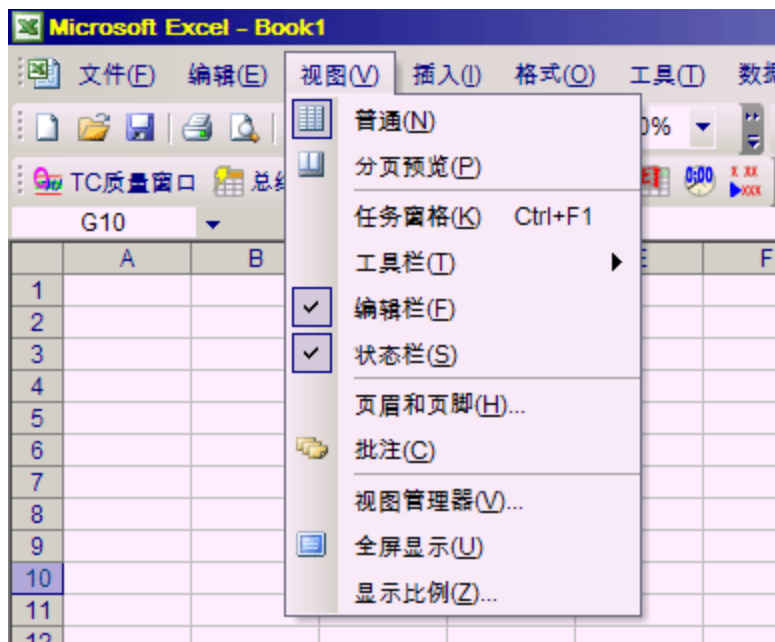 Microsoft Excel - Book1
文件(F) 编辑(E) 视图(V) 插入(I) 格式(O) 工具(T)
普通(N)
0%
分页预览(P)
TC质量窗口
任务窗格(K) Ctrl+F1
G10
工具栏(T)
A B F
编辑栏(F)
状态栏(S)
页眉和页脚(H)...
批注(C)
视图管理器(V)...
全屏显示(U)
显示比例(Z)...
1
2
3
4
5
6
7
8
9
10
11
12